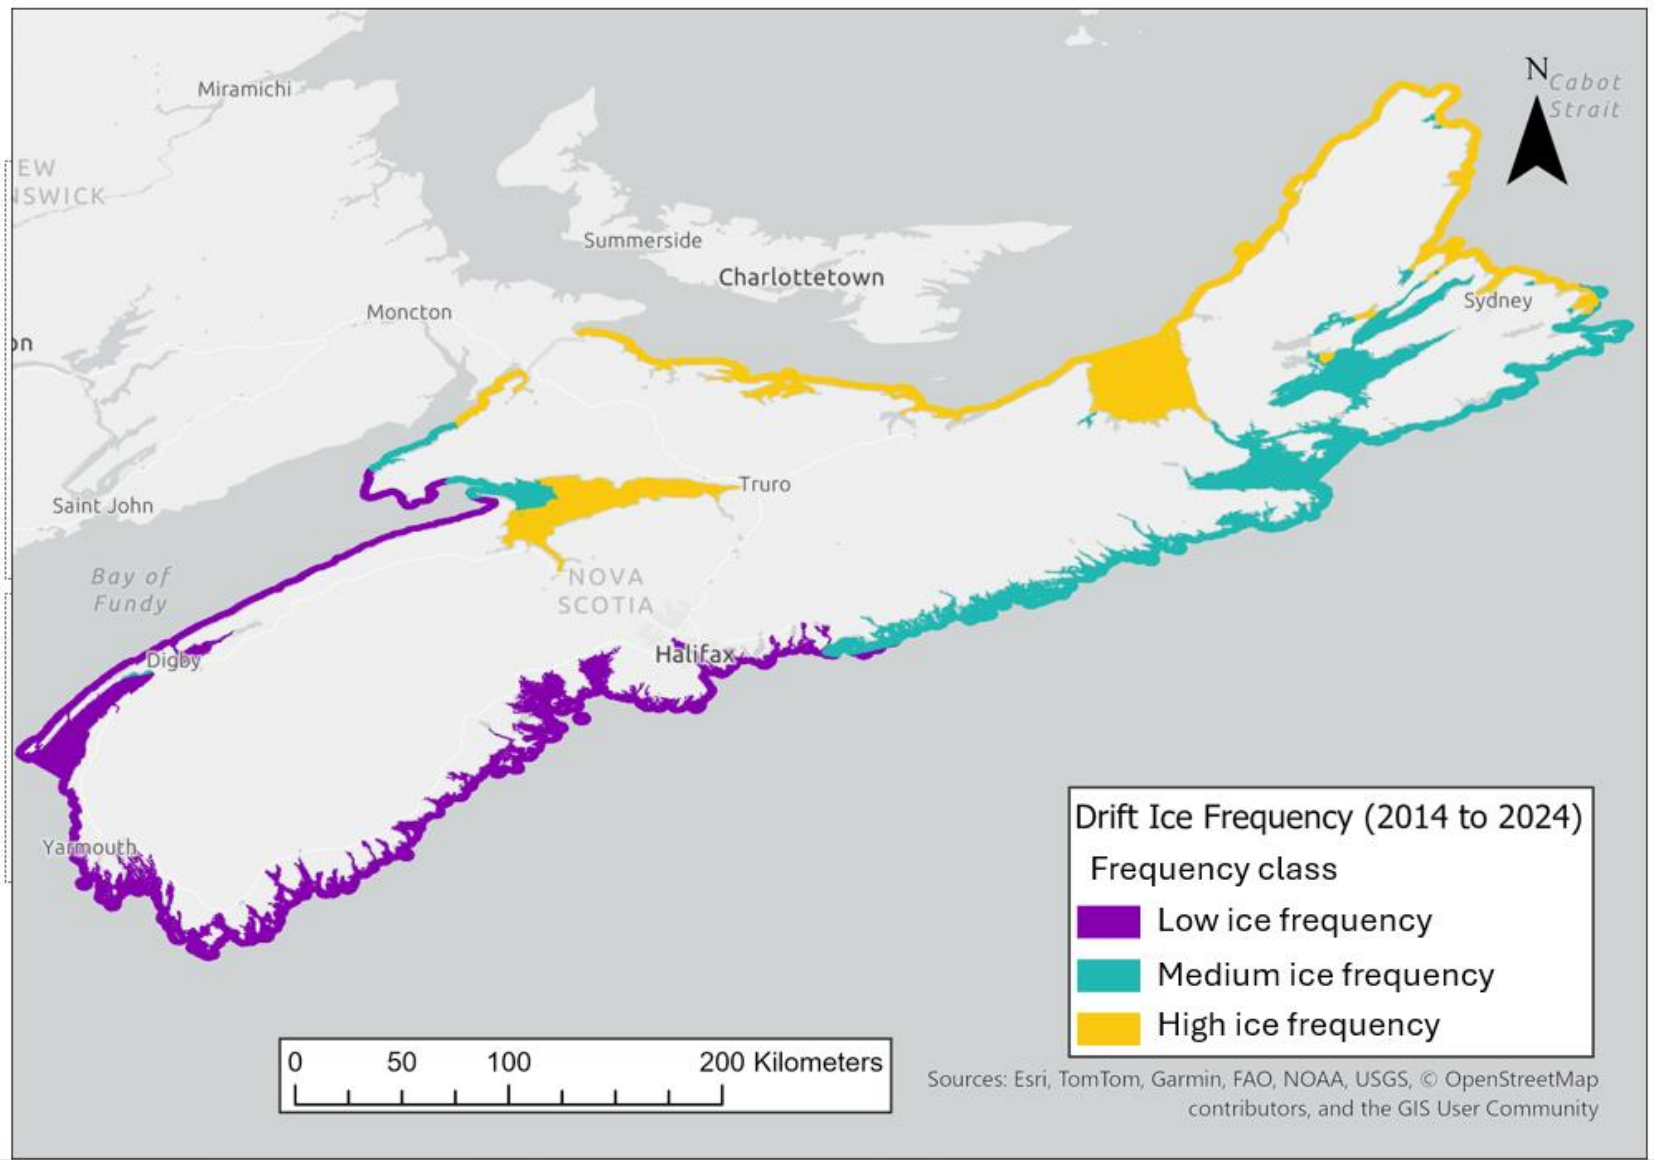 N
Cabot
Strait
Miramichi
EW
NSWICK
Summerside
Charlottetown
Moncton
Sydney
on
Truro
Saint John
Bay of
Fundy
NOVA
SCOTIA
Halifax
Digby
Yarmouth
Drift Ice Frequency (2014 to 2024)
Frequency class
Low ice frequency
Medium ice frequency
High ice frequency
0 50 100 200 Kilometers
Sources: Esri, TomTom, Garmin, FAO, NOAA, USGS, © OpenStreetMap
contributors, and the GIS User Community